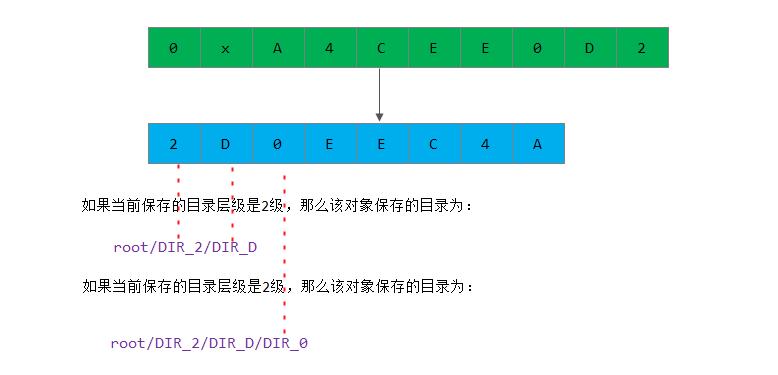 0 x A 4 C E E 0 D 2
2 D 0 E E C 4 A
如果当前保存的目录层级是2级，那么该对象保存的目录为：
root/DIR_2/DIR_D
如果当前保存的目录层级是2级，那么该对象保存的目录为：
root/DIR_2/DIR_D/DIR_0